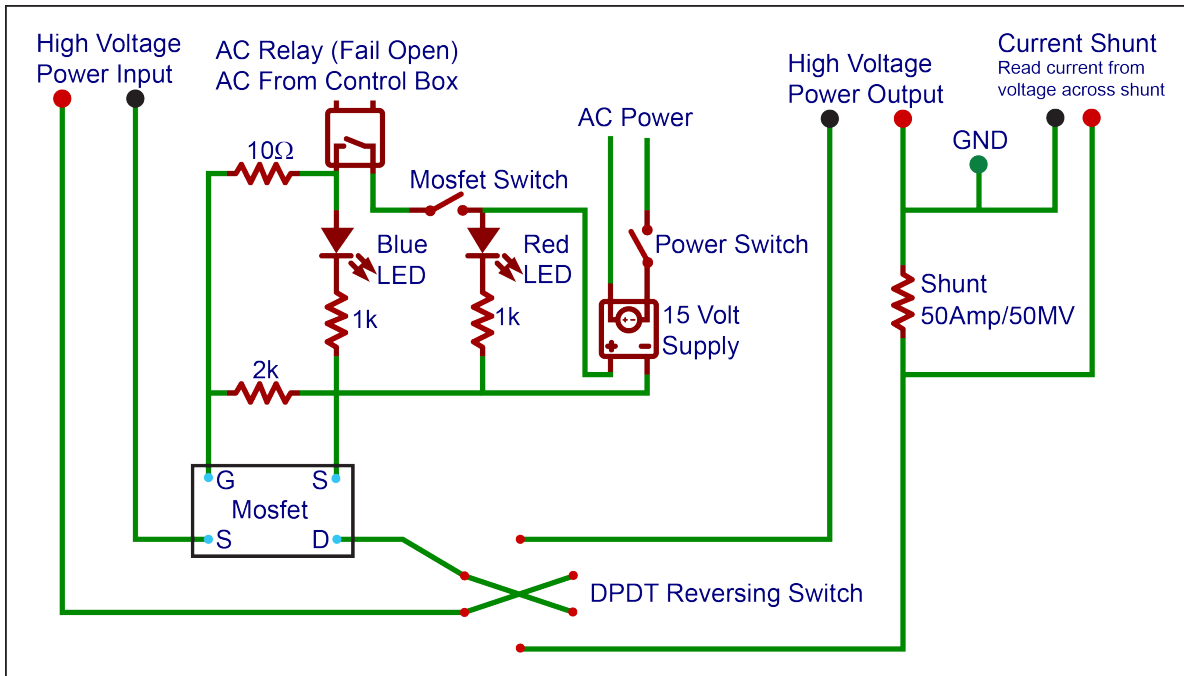 High Voltage
Power Input
AC Relay (Fail Open)
AC From Control Box
10Ω
Mosfet Switch
AC Power
High Voltage
Power Output
Current Shunt
Read current from
voltage across shunt
GND
Blue
LED
Red
LED
Power Switch
1k
1k
15 Volt
Supply
+
-
Shunt
50Amp/50MV
2k
G
S
Mosfet
S
D
DPDT Reversing Switch